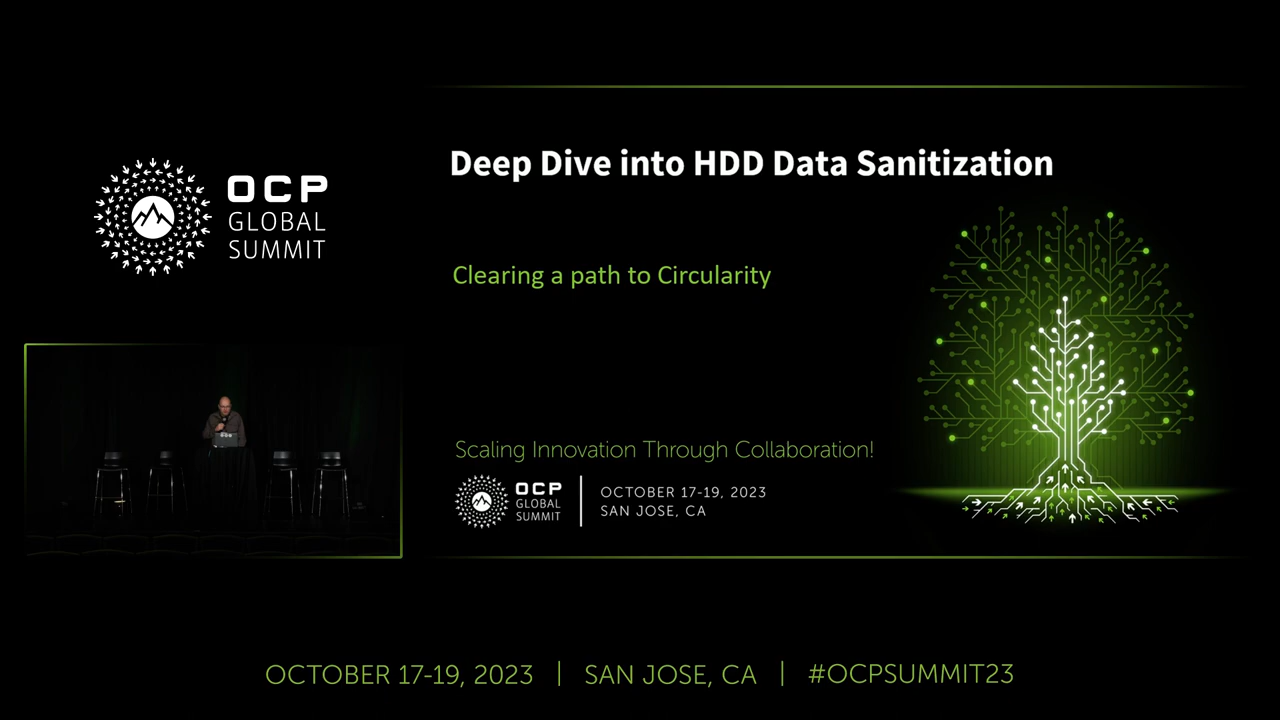 OCP
GLOBAL
SUMMIT
Deep Dive into HDD Data Sanitization
Clearing a path to Circularity
Scaling Innovation Through Collaboration!
OCP
GLOBAL
SUMMIT
OCTOBER 17-19, 2023
SAN JOSE, CA
OCTOBER 17-19, 2023 | SAN JOSE, CA | #OCPSUMMIT23